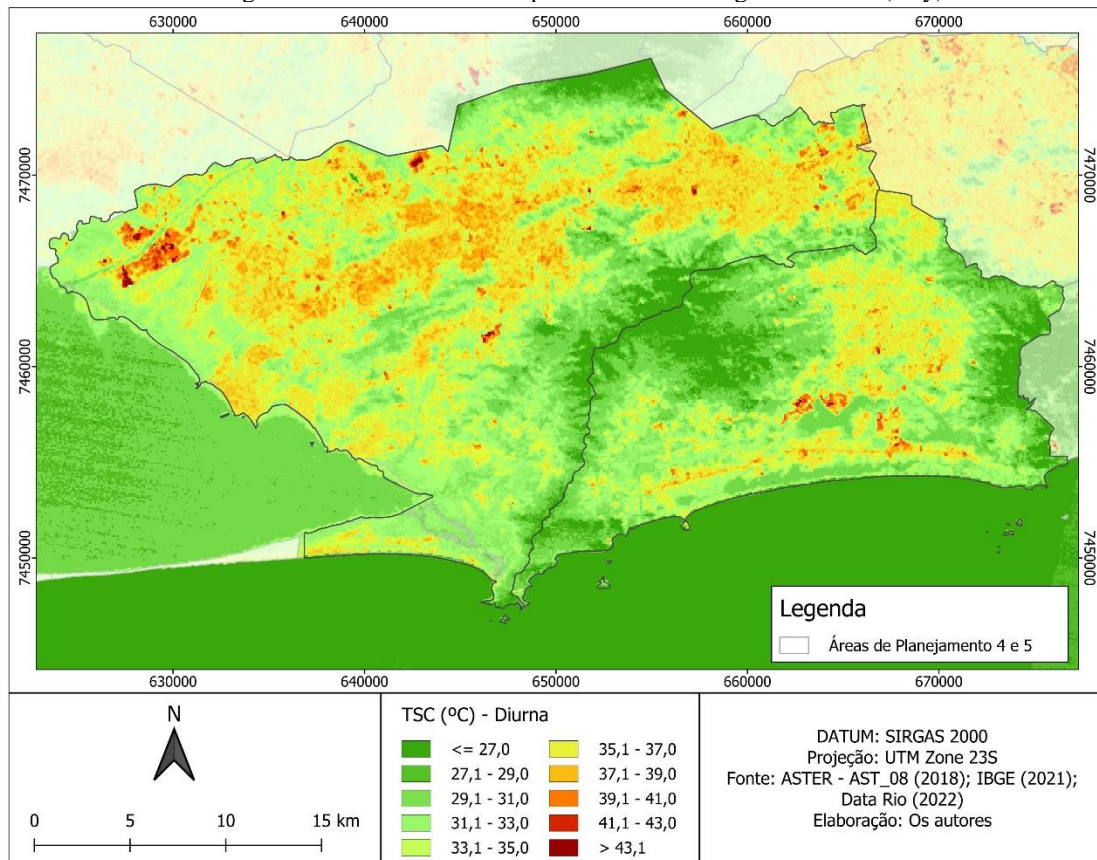 630000 640000 650000 660000 670000
7470000 7470000
7460000 7460000
7450000 7450000
Legenda
Áreas de Planejamento 4 e 5
630000 640000 650000 660000 670000
N
0 5 10 15 km
TSC (ºC) - Diurna
<= 27,0
27,1 - 29,0
29,1 - 31,0
31,1 - 33,0
33,1 - 35,0
35,1 - 37,0
37,1 - 39,0
39,1 - 41,0
41,1 - 43,0
> 43,1
DATUM: SIRGAS 2000
Projeção: UTM Zone 23S
Fonte: ASTER - AST_08 (2018); IBGE (2021);
Data Rio (2022)
Elaboração: Os autores